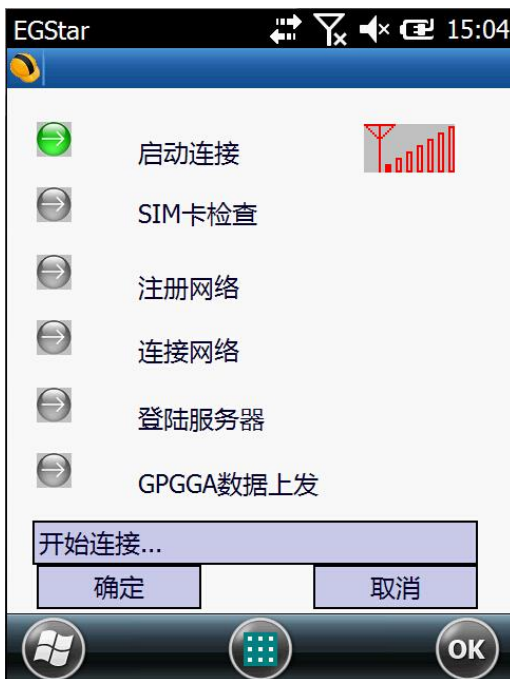 EGStar 15:04
启动连接
SIM卡检查
注册网络
连接网络
登陆服务器
GPGGA数据上发
开始连接...
确定 取消
OK